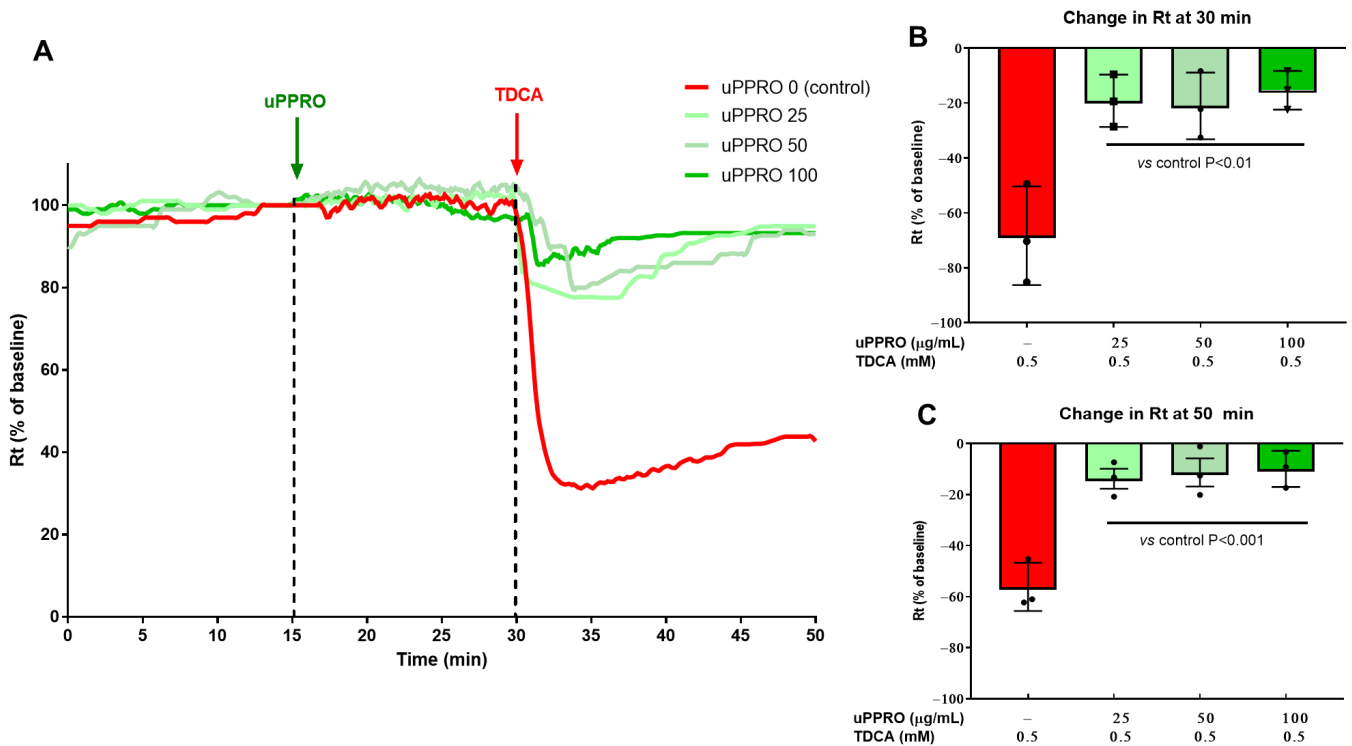 A
uPPRO
TDCA
uPPRO 0 (control)
uPPRO 25
uPPRO 50
uPPRO 100
Rt (% of baseline)
100
80
60
40
20
0
0 5 10 15 20 25 30 35 40 45 50
Time (min)
B
Change in Rt at 30 min
Rt (% of baseline)
0
−20
−40
−60
−80
−100
vs control P<0.01
uPPRO (μg/mL) – 25 50 100
TDCA (mM) 0.5 0.5 0.5 0.5
C
Change in Rt at 50 min
Rt (% of baseline)
0
−20
−40
−60
−80
−100
vs control P<0.001
uPPRO (μg/mL) – 25 50 100
TDCA (mM) 0.5 0.5 0.5 0.5